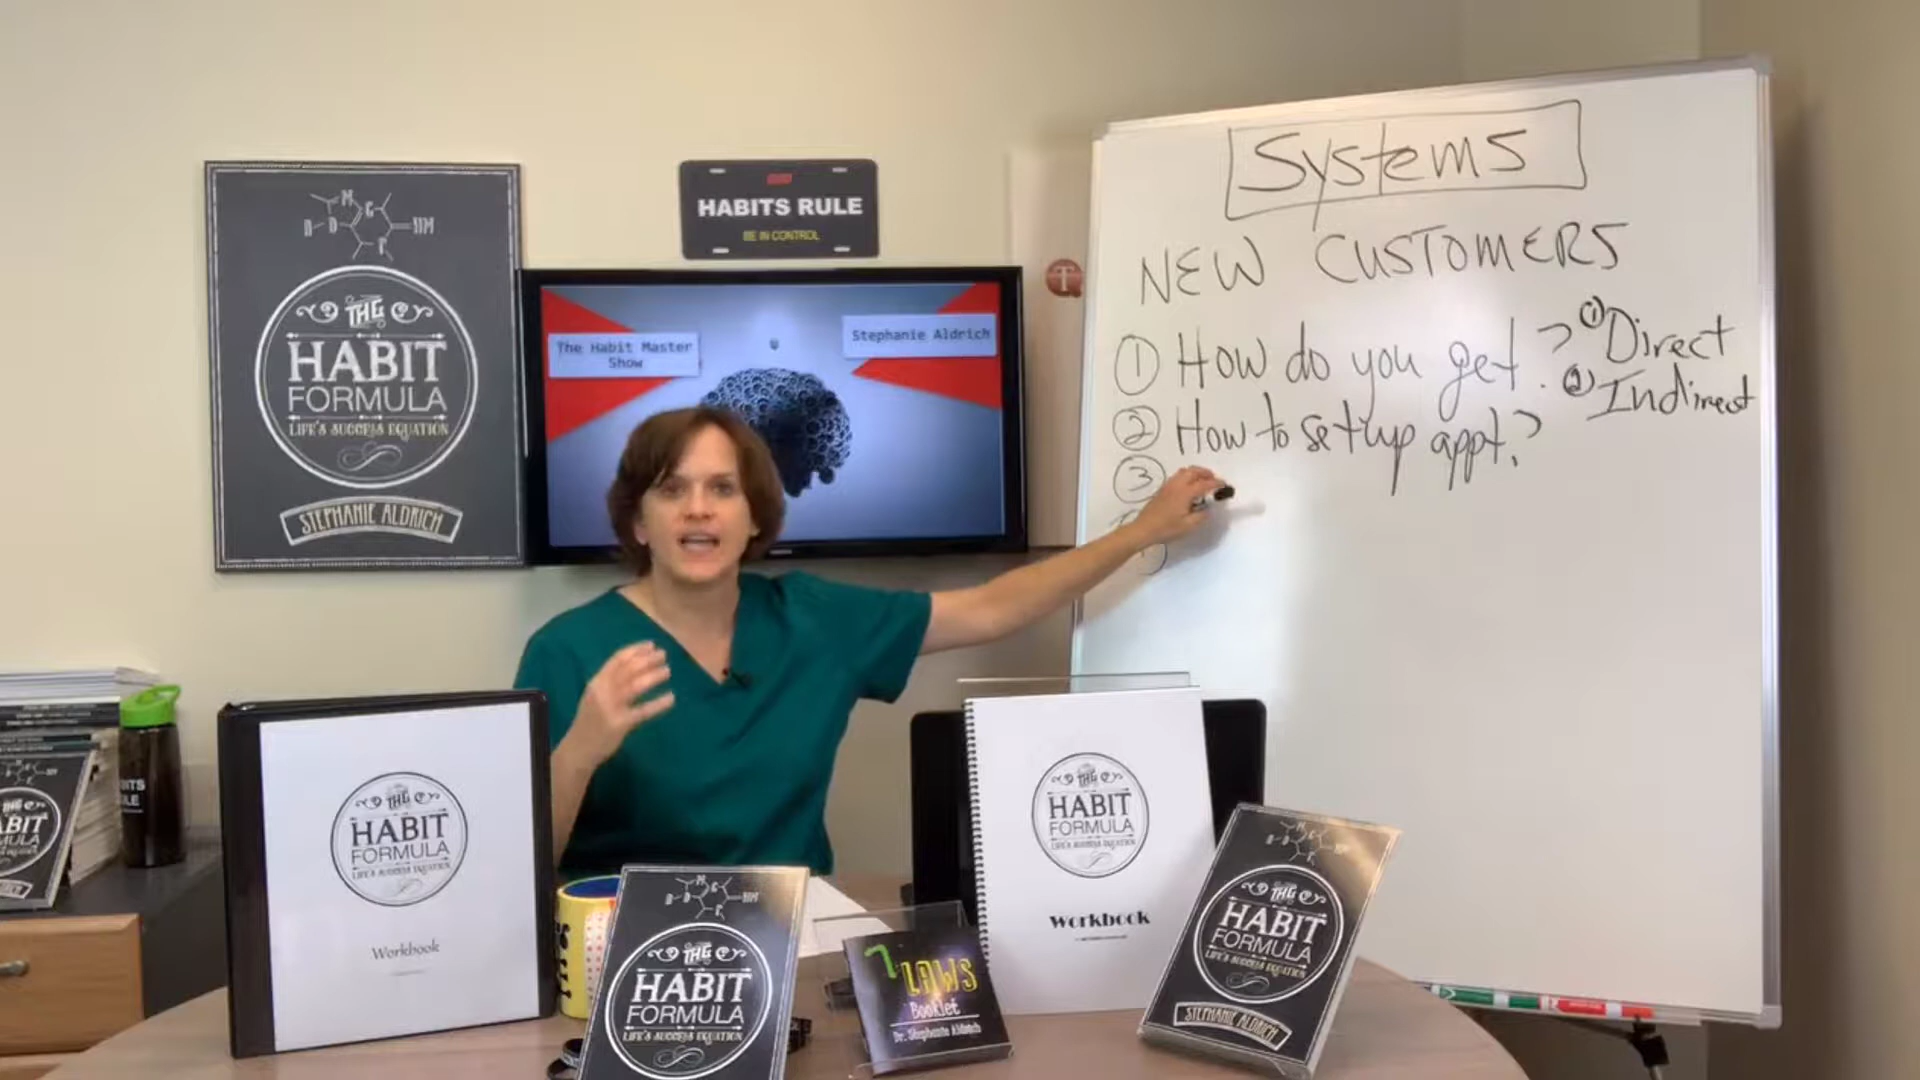 THE
HABIT
FORMULA
LIFE'S SUCCESS EQUATION
STEPHANIE ALDRICH
HABITS RULE
BE IN CONTROL
The Habit Master
Show
Stephanie Aldrich
Systems
NEW CUSTOMERS
① How do you get ? ① Direct
② Indirect
② How to set up appt?
③
THE
HABIT
FORMULA
LIFE'S SUCCESS EQUATION
Workbook
THE
HABIT
FORMULA
LIFE'S SUCCESS EQUATION
7 LAWS
Booklet
Dr. Stephanie Aldrich
THE
HABIT
FORMULA
LIFE'S SUCCESS EQUATION
Workbook
THE
HABIT
FORMULA
LIFE'S SUCCESS EQUATION
STEPHANIE ALDRICH